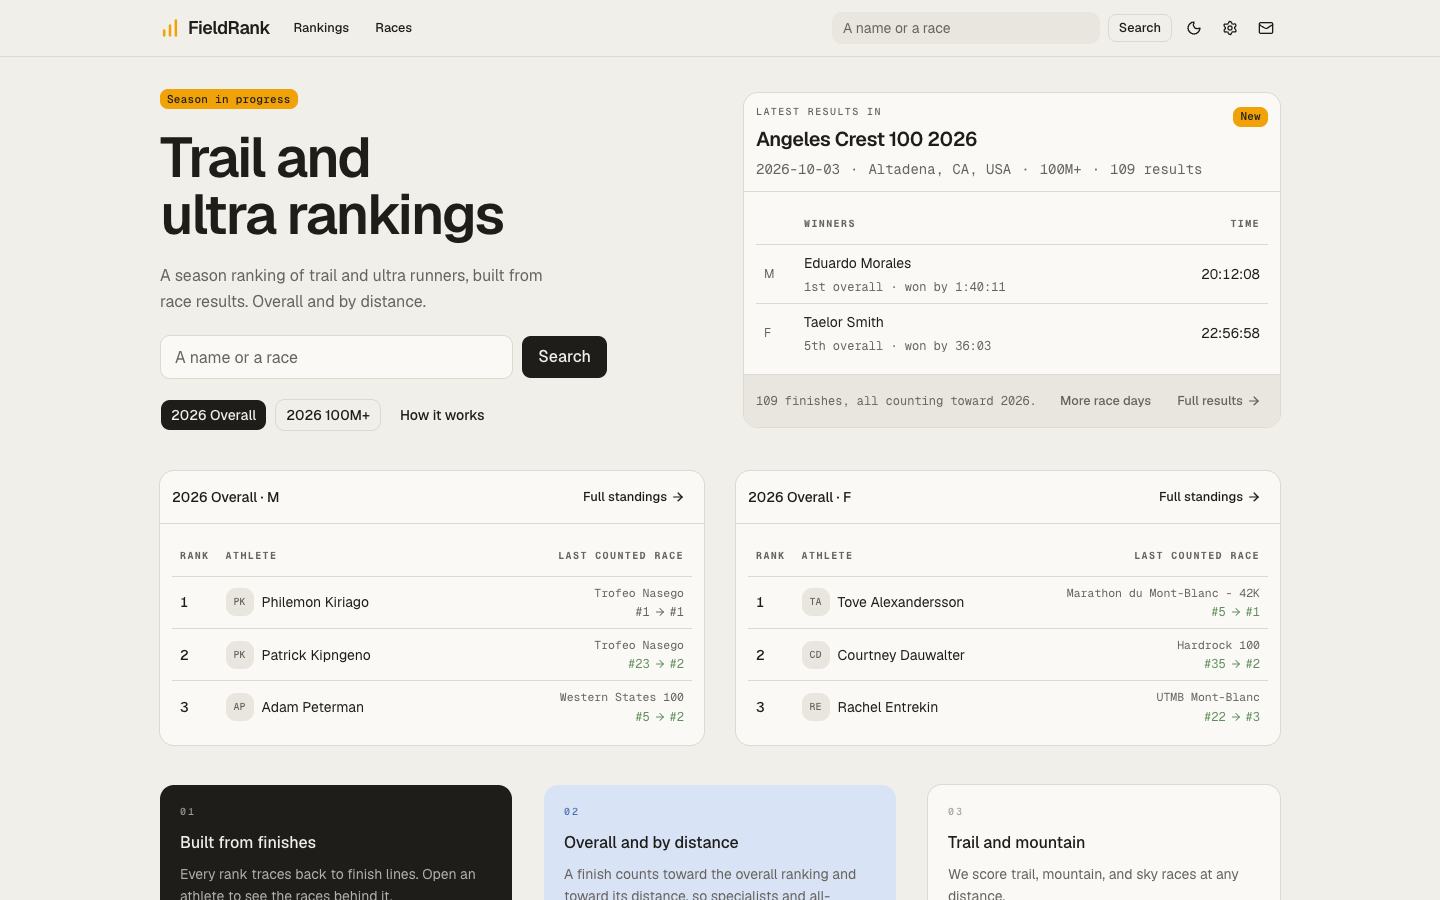 FieldRank
Rankings
Races
A name or a race
Search
Season in progress
Trail and
ultra rankings
A season ranking of trail and ultra runners, built from
race results. Overall and by distance.
A name or a race
Search
2026 Overall
2026 100M+
How it works
LATEST RESULTS IN
New
Angeles Crest 100 2026
2026-10-03 · Altadena, CA, USA · 100M+ · 109 results
WINNERS
TIME
M
Eduardo Morales
20:12:08
1st overall · won by 1:40:11
F
Taelor Smith
22:56:58
5th overall · won by 36:03
109 finishes, all counting toward 2026.
More race days
Full results →
2026 Overall · M
Full standings →
RANK
ATHLETE
LAST COUNTED RACE
1
PK
Philemon Kiriago
Trofeo Nasego
#1 → #1
2
PK
Patrick Kipngeno
Trofeo Nasego
#23 → #2
3
AP
Adam Peterman
Western States 100
#5 → #2
2026 Overall · F
Full standings →
RANK
ATHLETE
LAST COUNTED RACE
1
TA
Tove Alexandersson
Marathon du Mont-Blanc - 42K
#5 → #1
2
CD
Courtney Dauwalter
Hardrock 100
#35 → #2
3
RE
Rachel Entrekin
UTMB Mont-Blanc
#22 → #3
01
Built from finishes
Every rank traces back to finish lines. Open an
athlete to see the races behind it.
02
Overall and by distance
A finish counts toward the overall ranking and
toward its distance, so specialists and all-
03
Trail and mountain
We score trail, mountain, and sky races at any
distance.